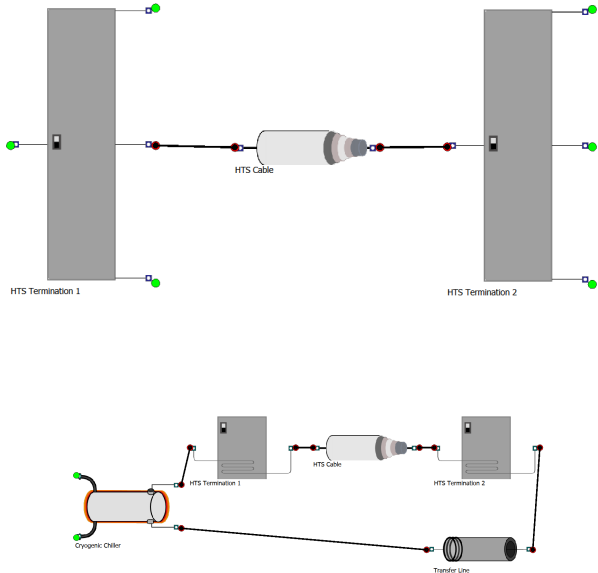 HTS Cable
HTS Termination 1
HTS Termination 2
HTS Cable
HTS Termination 1
HTS Termination 2
Cryogenic Chiller
Transfer Line